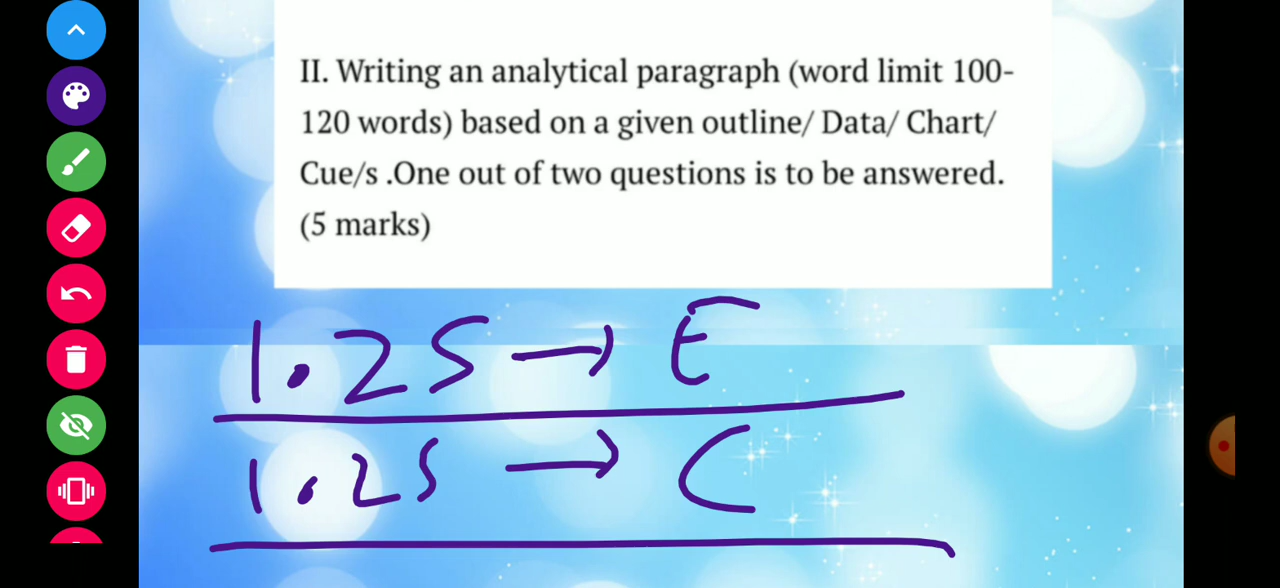 II. Writing an analytical paragraph (word limit 100-
120 words) based on a given outline/ Data/ Chart/
Cue/s .One out of two questions is to be answered.
(5 marks)
1.25 → E
1.25 → C